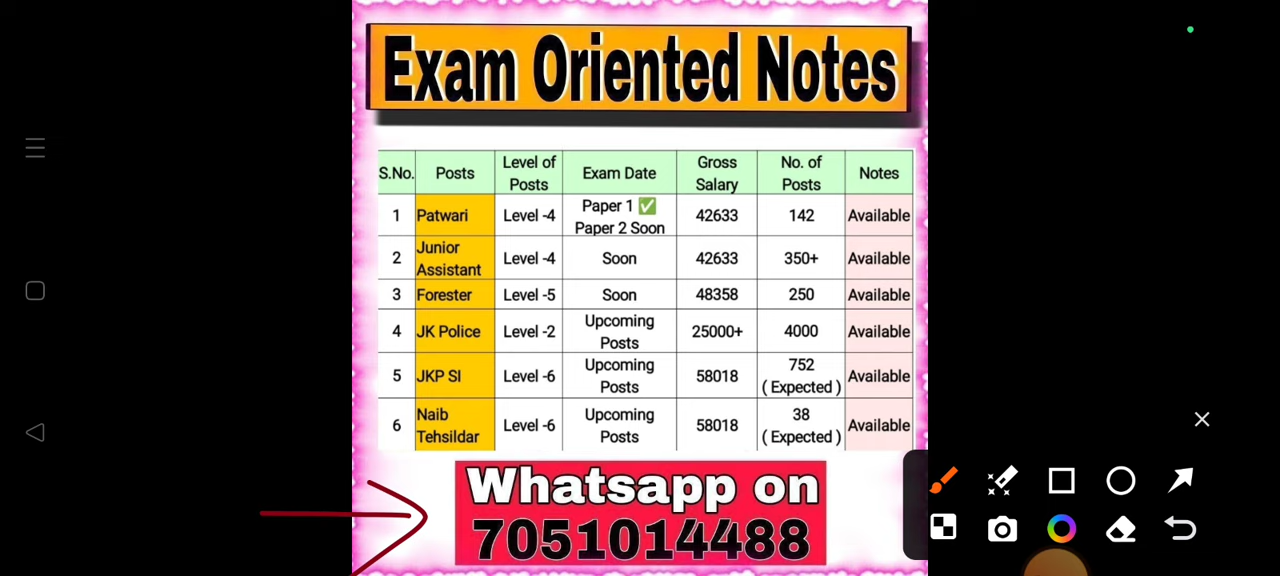 Exam Oriented Notes
S.No. Posts Level of Posts Exam Date Gross Salary No. of Posts Notes
1 Patwari Level -4 Paper 1 ✅ Paper 2 Soon 42633 142 Available
2 Junior Assistant Level -4 Soon 42633 350+ Available
3 Forester Level -5 Soon 48358 250 Available
4 JK Police Level -2 Upcoming Posts 25000+ 4000 Available
5 JKP SI Level -6 Upcoming Posts 58018 752 ( Expected ) Available
6 Naib Tehsildar Level -6 Upcoming Posts 58018 38 ( Expected ) Available
Whatsapp on
7051014488